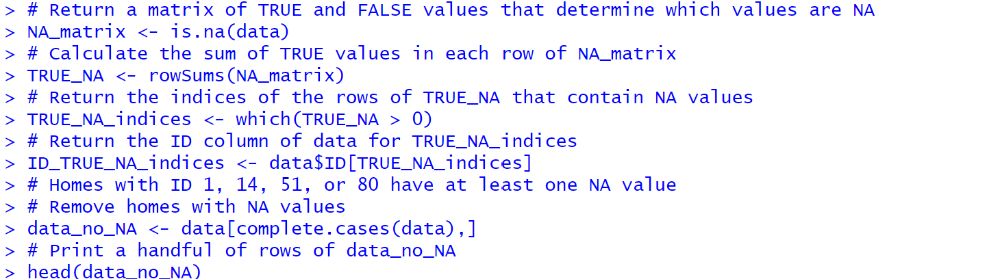 > # Return a matrix of TRUE and FALSE values that determine which values are NA
> NA_matrix <- is.na(data)
> # Calculate the sum of TRUE values in each row of NA_matrix
> TRUE_NA <- rowSums(NA_matrix)
> # Return the indices of the rows of TRUE_NA that contain NA values
> TRUE_NA_indices <- which(TRUE_NA > 0)
> # Return the ID column of data for TRUE_NA_indices
> ID_TRUE_NA_indices <- data$ID[TRUE_NA_indices]
> # Homes with ID 1, 14, 51, or 80 have at least one NA value
> # Remove homes with NA values
> data_no_NA <- data[complete.cases(data),]
> # Print a handful of rows of data_no_NA
> head(data_no_NA)